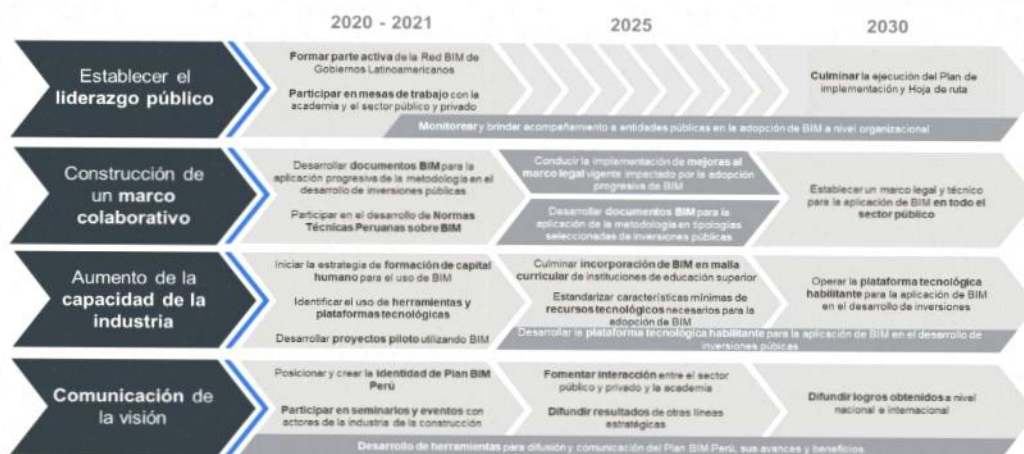 2020 - 2021
2025
2030
Establecer el
liderazgo público
Formar parte activa de la Red BIM de
Gobiernos Latinoamericanos
Participar en mesas de trabajo con la
academia y el sector público y privado
Culminar la ejecución del Plan de
implementación y Hoja de ruta
Monitorear y brindar acompañamiento a entidades públicas en la adopción de BIM a nivel organizacional
Construcción de
un marco
colaborativo
Desarrollar documentos BIM para la
aplicación progresiva de la metodología en el
desarrollo de inversiones públicas
Participar en el desarrollo de Normas
Técnicas Peruanas sobre BIM
Conducir la implementación de mejoras al
marco legal vigente impactado por la adopción
progresiva de BIM
Desarrollar documentos BIM para la
aplicación de la metodología en tipologías
seleccionadas de inversiones públicas
Establecer un marco legal y técnico
para la aplicación de BIM en todo el
sector público
Aumento de la
capacidad de la
industria
Iniciar la estrategia de formación de capital
humano para el uso de BIM
Identificar el uso de herramientas y
plataformas tecnológicas
Desarrollar proyectos piloto utilizando BIM
Culminar incorporación de BIM en malla
curricular de instituciones de educación superior
Estandarizar características mínimas de
recursos tecnológicos necesarios para la
adopción de BIM
Operar la plataforma tecnológica
habilitante para la aplicación de BIM
en el desarrollo de inversiones
Desarrollar la plataforma tecnológica habilitante para la aplicación de BIM en el desarrollo de
inversiones públicas
Comunicación de
la visión
Posicionar y crear la identidad de Plan BIM
Perú
Participar en seminarios y eventos con
actores de la industria de la construcción
Fomentar interacción entre el sector
público y privado y la academia
Difundir resultados de otras líneas
estratégicas
Difundir logros obtenidos a nivel
nacional e internacional
Desarrollo de herramientas para difusión y comunicación del Plan BIM Perú, sus avances y beneficios.